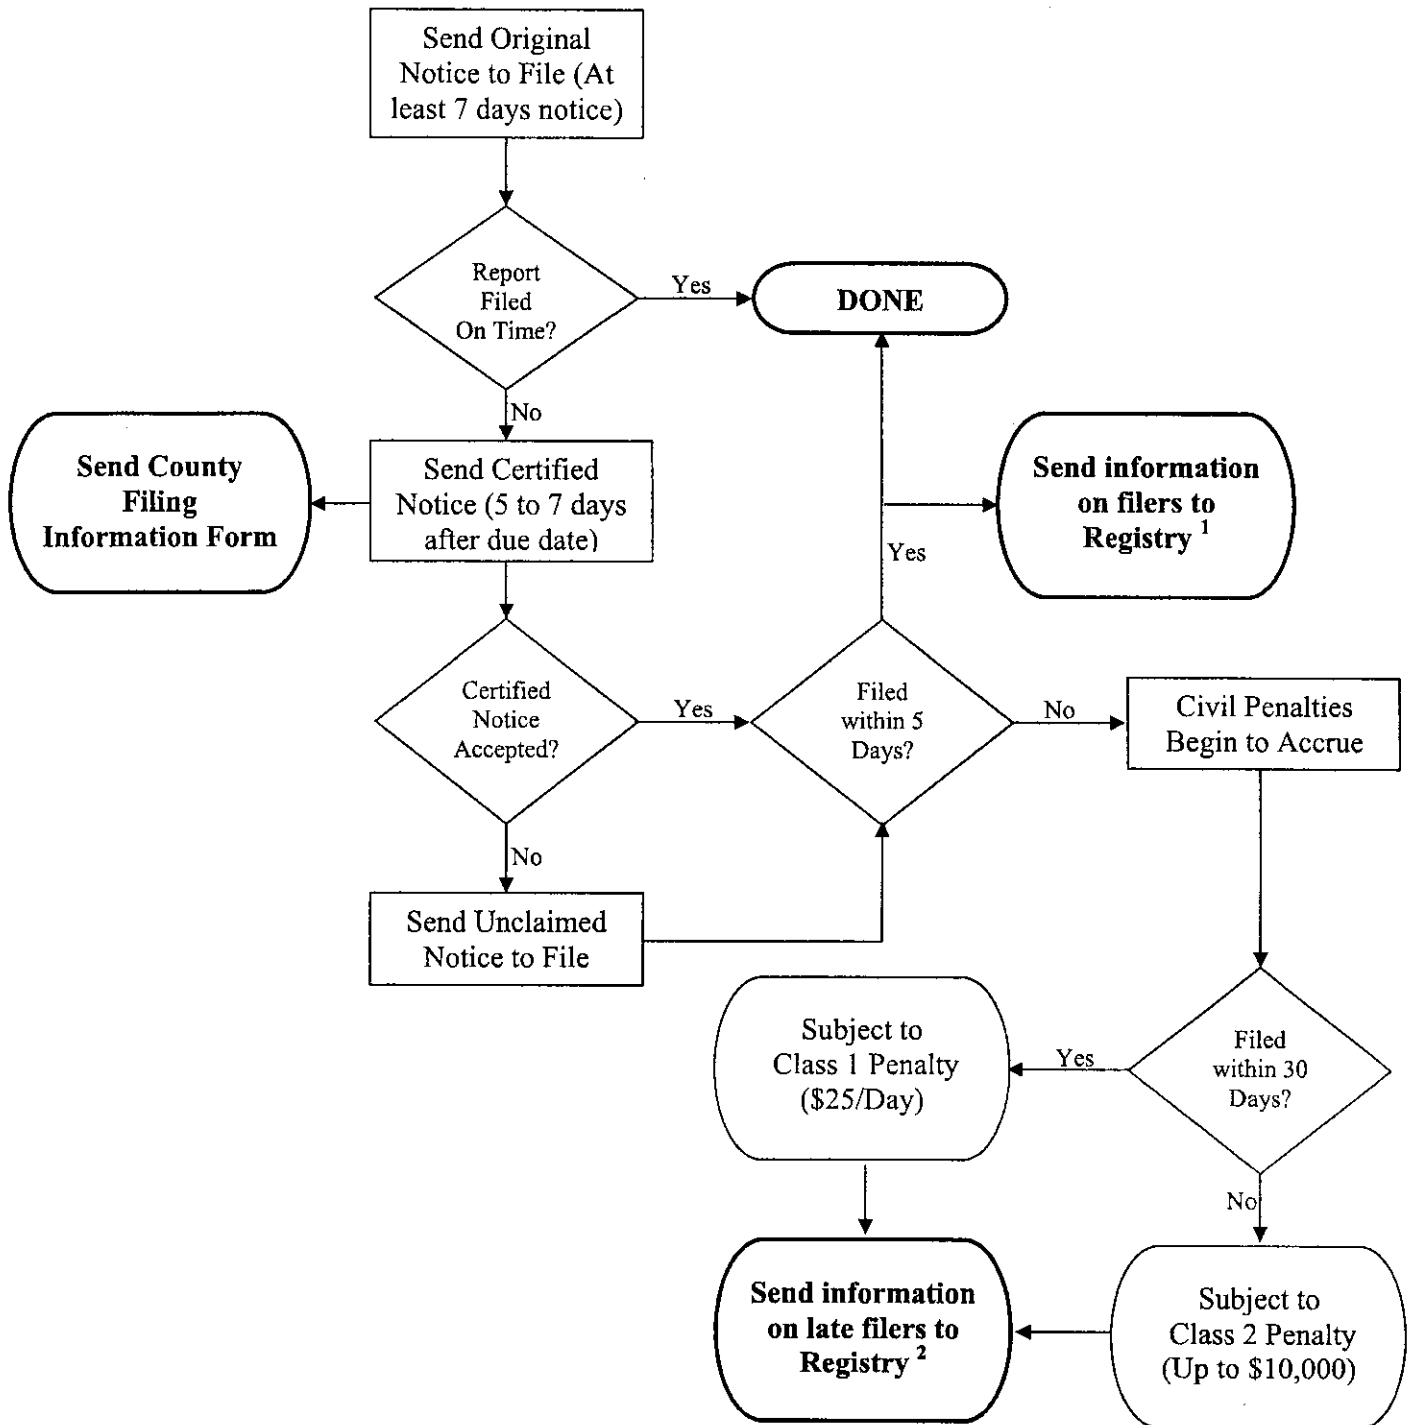 Send Original
Notice to File (At
least 7 days notice)
Report
Filed
On Time?
Yes
DONE
No
Send County
Filing
Information Form
Send Certified
Notice (5 to 7 days
after due date)
Send information
on filers to
Registry 1
Yes
Certified
Notice
Accepted?
Yes
Filed
within 5
Days?
No
Civil Penalties
Begin to Accrue
No
Send Unclaimed
Notice to File
Subject to
Class 1 Penalty
($25/Day)
Yes
Filed
within 30
Days?
No
Send information
on late filers to
Registry 2
Subject to
Class 2 Penalty
(Up to $10,000)